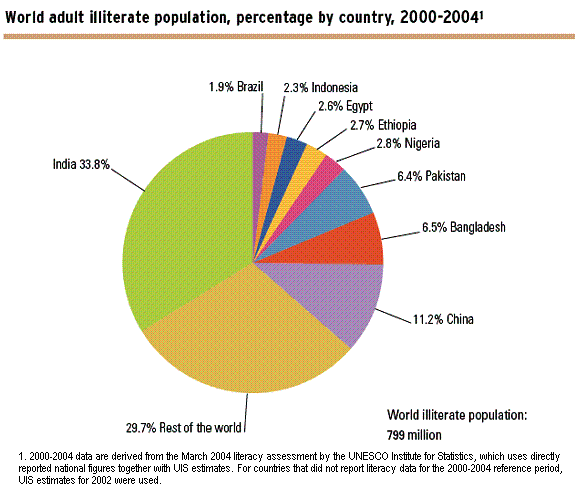 World adult illiterate population, percentage by country, 2000-2004¹
1.9% Brazil
2.3% Indonesia
2.6% Egypt
2.7% Ethiopia
2.8% Nigeria
India 33.8%
6.4% Pakistan
6.5% Bangladesh
11.2% China
29.7% Rest of the world
World illiterate population:
799 million
1. 2000-2004 data are derived from the March 2004 literacy assessment by the UNESCO Institute for Statistics, which uses directly
reported national figures together with UIS estimates. For countries that did not report literacy data for the 2000-2004 reference period,
UIS estimates for 2002 were used.